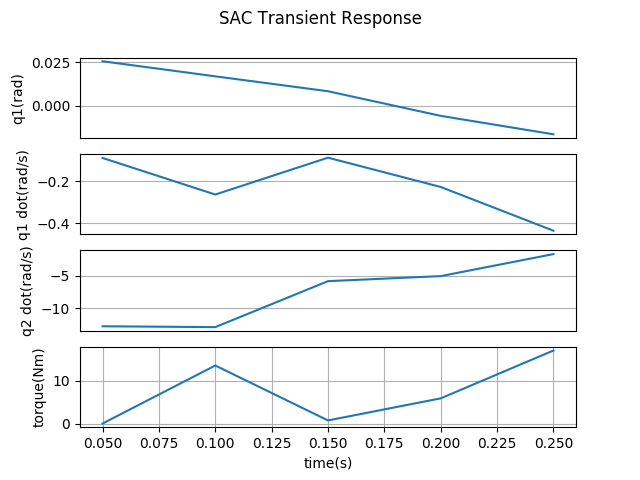 SAC Transient Response
q1(rad)
0.025
0.000
q1 dot(rad/s)
−0.2
−0.4
q2 dot(rad/s)
−5
−10
torque(Nm)
10
0
0.050 0.075 0.100 0.125 0.150 0.175 0.200 0.225 0.250
time(s)